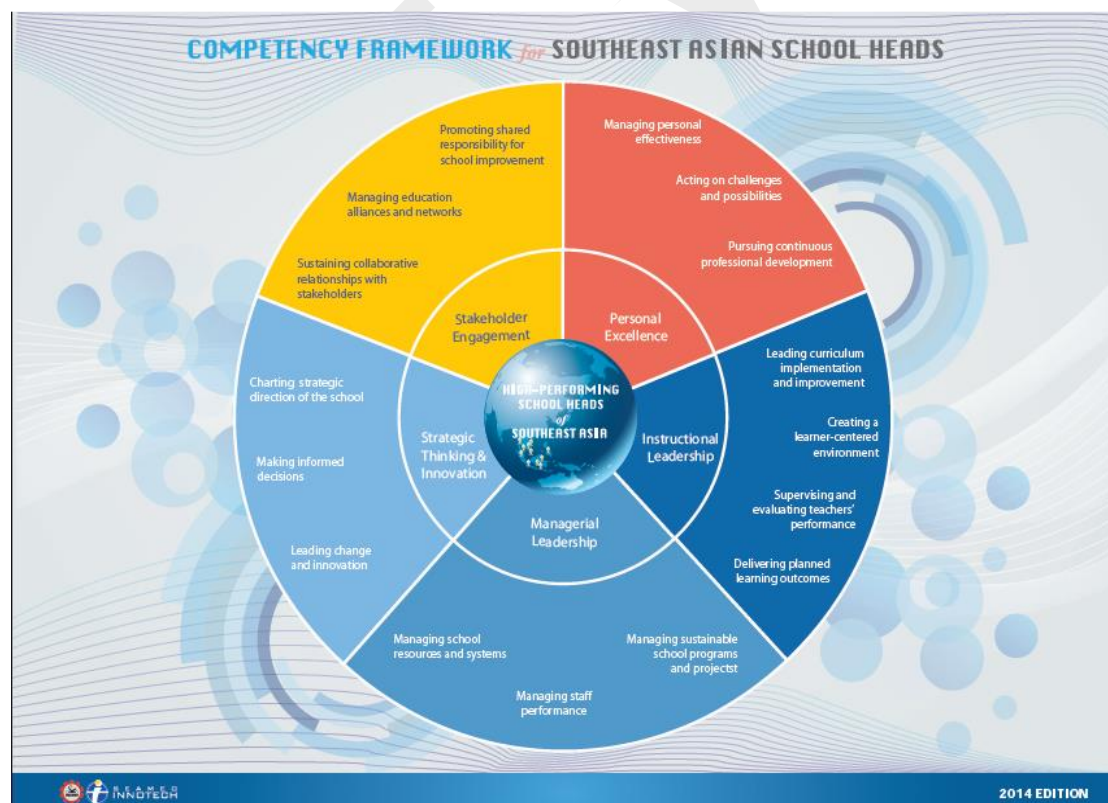 COMPETENCY FRAMEWORK for SOUTHEAST ASIAN SCHOOL HEADS
Promoting shared
responsibility for
school improvement
Managing education
alliances and networks
Sustaining collaborative
relationships with
stakeholders
Stakeholder
Engagement
Managing personal
effectiveness
Acting on challenges
and possibilities
Pursuing continuous
professional development
Personal
Excellence
Leading curriculum
implementation
and improvement
Creating a
learner-centered
environment
Supervising and
evaluating teachers'
performance
Delivering planned
learning outcomes
Instructional
Leadership
Managerial
Leadership
Managing sustainable
school programs
and projectst
Managing staff
performance
Managing school
resources and systems
Strategic
Thinking &
Innovation
Charting strategic
direction of the school
Making informed
decisions
Leading change
and innovation
HIGH-PERFORMING
SCHOOL HEADS
of
SOUTHEAST ASIA
SEAMEO
INNOTECH
2014 EDITION